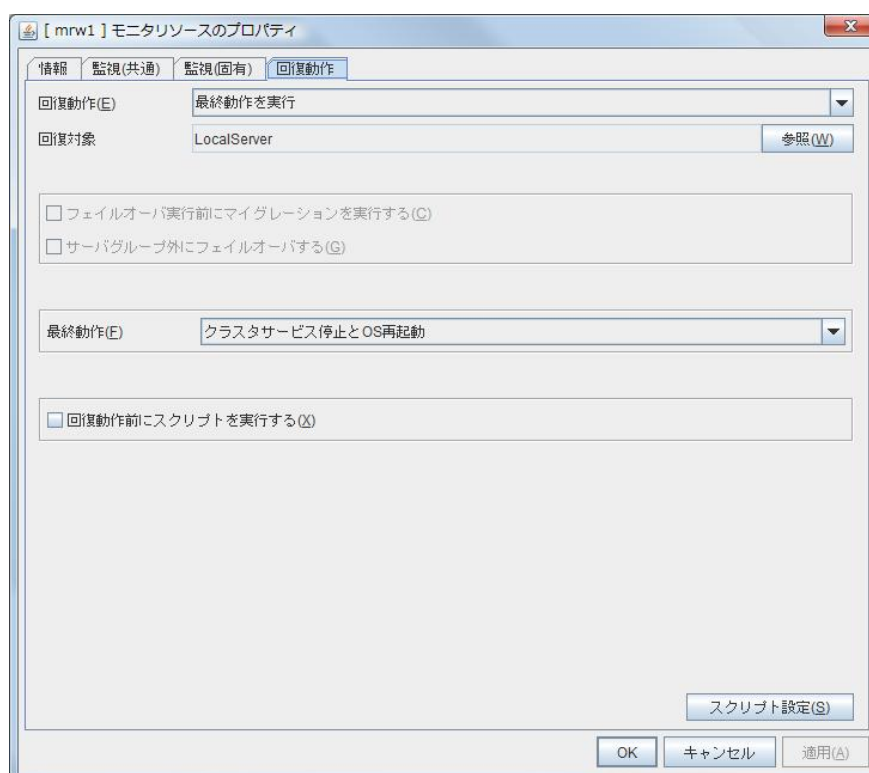 [ mrw1 ] モニタリソースのプロパティ
情報 監視(共通) 監視(固有) 回復動作
回復動作(E) 最終動作を実行
回復対象 LocalServer 参照(W)
フェイルオーバ実行前にマイグレーションを実行する(C)
サーバグループ外にフェイルオーバする(G)
最終動作(F) クラスタサービス停止とOS再起動
回復動作前にスクリプトを実行する(X)
スクリプト設定(S)
OK キャンセル 適用(A)